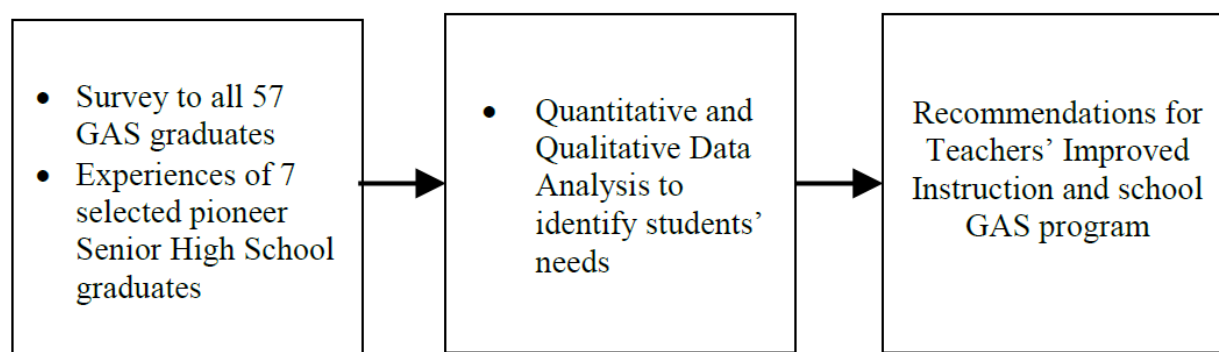 • Survey to all 57
GAS graduates
• Experiences of 7
selected pioneer
Senior High School
graduates
• Quantitative and
Qualitative Data
Analysis to
identify students’
needs
Recommendations for
Teachers’ Improved
Instruction and school
GAS program